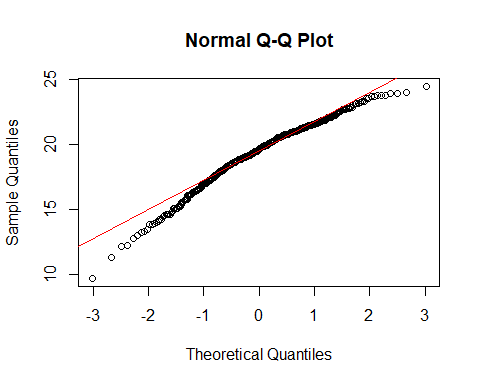 Normal Q-Q Plot
Sample Quantiles
25
20
15
10
-3 -2 -1 0 1 2 3
Theoretical Quantiles